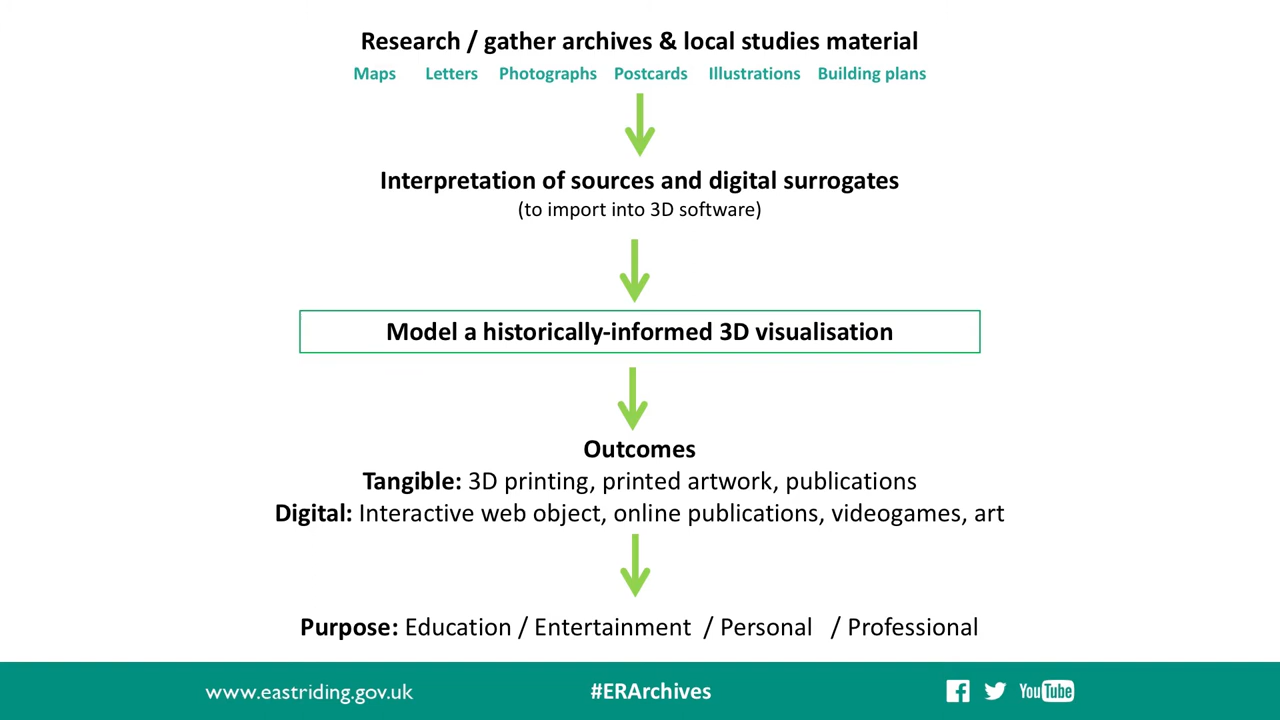 Research / gather archives & local studies material
Maps Letters Photographs Postcards Illustrations Building plans
Interpretation of sources and digital surrogates
(to import into 3D software)
Model a historically-informed 3D visualisation
Outcomes
Tangible: 3D printing, printed artwork, publications
Digital: Interactive web object, online publications, videogames, art
Purpose: Education / Entertainment / Personal / Professional
www.eastriding.gov.uk #ERArchives YouTube